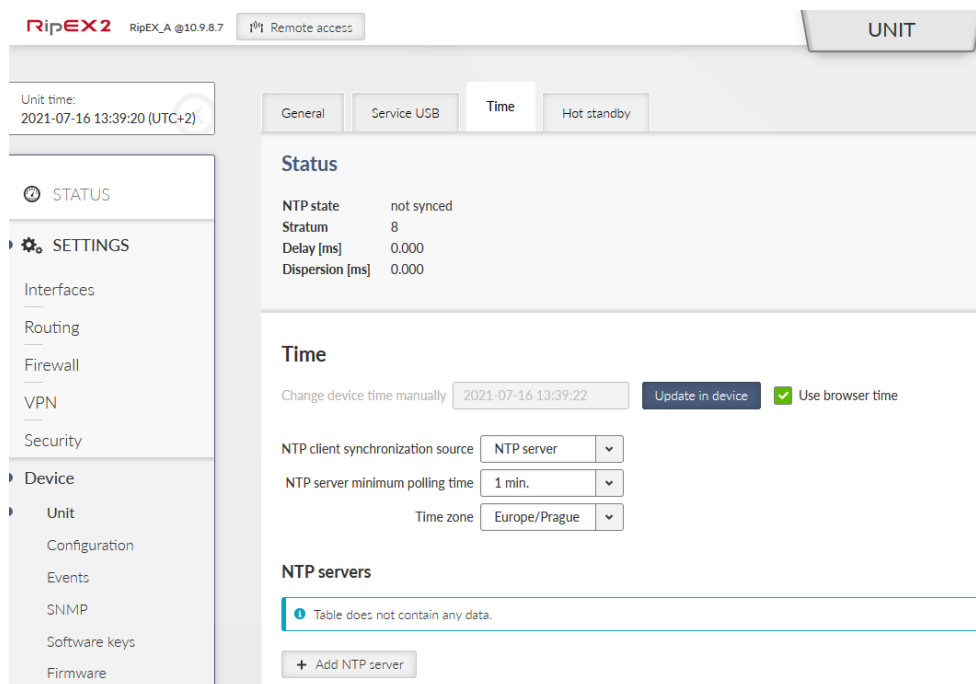 RipEX2 RipEX_A @10.9.8.7 Remote access UNIT
Unit time:
2021-07-16 13:39:20 (UTC+2)
General Service USB Time Hot standby
STATUS
SETTINGS
Interfaces
Routing
Firewall
VPN
Security
Device
Unit
Configuration
Events
SNMP
Software keys
Firmware
Status
NTP state not synced
Stratum 8
Delay [ms] 0.000
Dispersion [ms] 0.000
Time
Change device time manually 2021-07-16 13:39:22 Update in device Use browser time
NTP client synchronization source NTP server
NTP server minimum polling time 1 min.
Time zone Europe/Prague
NTP servers
Table does not contain any data.
+ Add NTP server